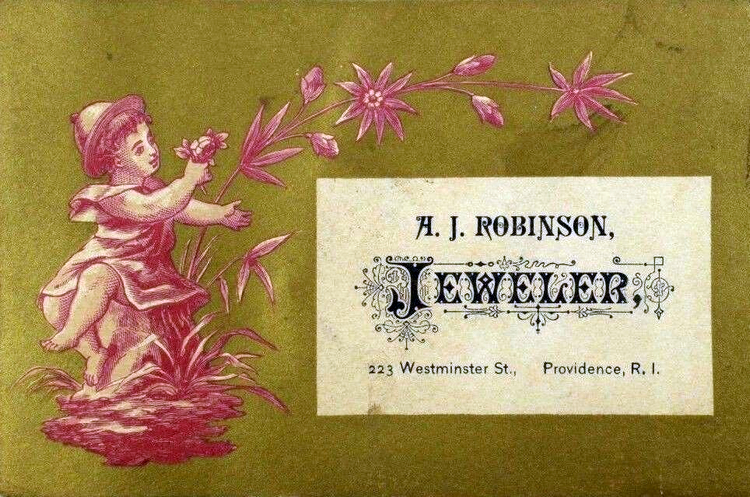 A. J. ROBINSON,
JEWELER,
223 Westminster St., Providence, R. I.